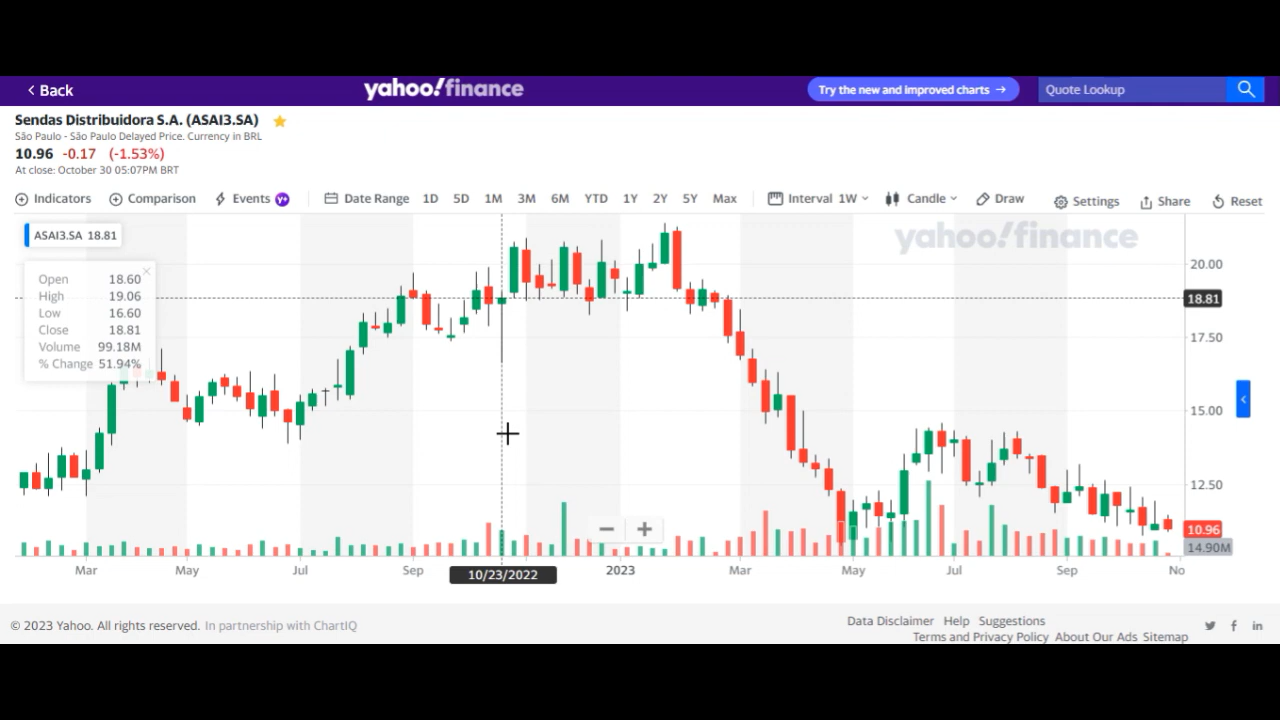 < Back
yahoo!finance
Try the new and improved charts →
Quote Lookup
Sendas Distribuidora S.A. (ASAI3.SA)
São Paulo - São Paulo Delayed Price. Currency in BRL
10.96 -0.17 (-1.53%)
At close: October 30 05:07PM BRT
Indicators Comparison Events Y+ Date Range 1D 5D 1M 3M 6M YTD 1Y 2Y 5Y Max Interval 1W Candle Draw Settings Share Reset
ASAI3.SA 18.81
yahoo!finance
Open 18.60
High 19.06
Low 16.60
Close 18.81
Volume 99.18M
% Change 51.94%
20.00
18.81
17.50
15.00
12.50
10.96
14.90M
Mar May Jul Sep 10/23/2022 2023 Mar May Jul Sep No
© 2023 Yahoo. All rights reserved. In partnership with ChartIQ
Data Disclaimer Help Suggestions
Terms and Privacy Policy About Our Ads Sitemap